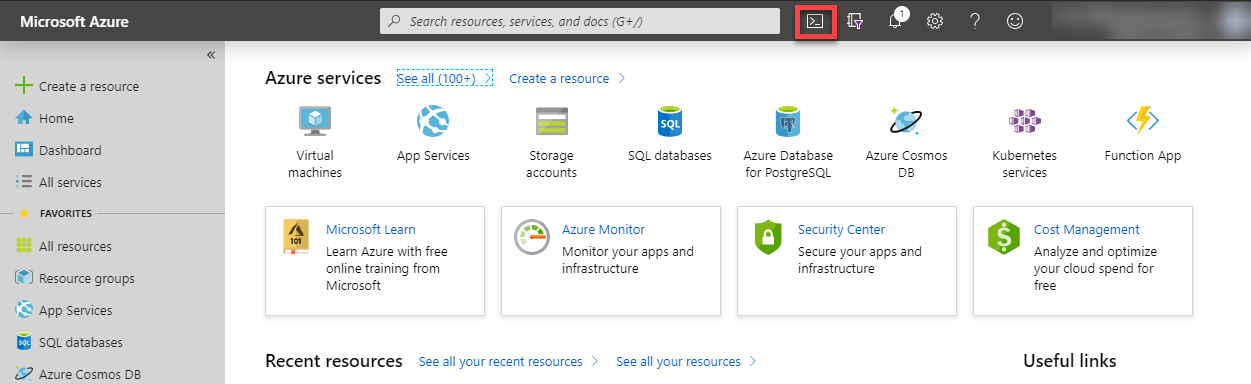 Microsoft Azure
Search resources, services, and docs (G+/)
1
«
Create a resource
Home
Dashboard
All services
FAVORITES
All resources
Resource groups
App Services
SQL databases
Azure Cosmos DB
Azure services
See all (100+) >
Create a resource >
Virtual
machines
App Services
Storage
accounts
SQL
SQL databases
Azure Database
for PostgreSQL
Azure Cosmos
DB
Kubernetes
services
Function App
101
Microsoft Learn
Learn Azure with free
online training from
Microsoft
Azure Monitor
Monitor your apps and
infrastructure
Security Center
Secure your apps and
infrastructure
Cost Management
Analyze and optimize
your cloud spend for
free
Recent resources
See all your recent resources >
See all your resources >
Useful links